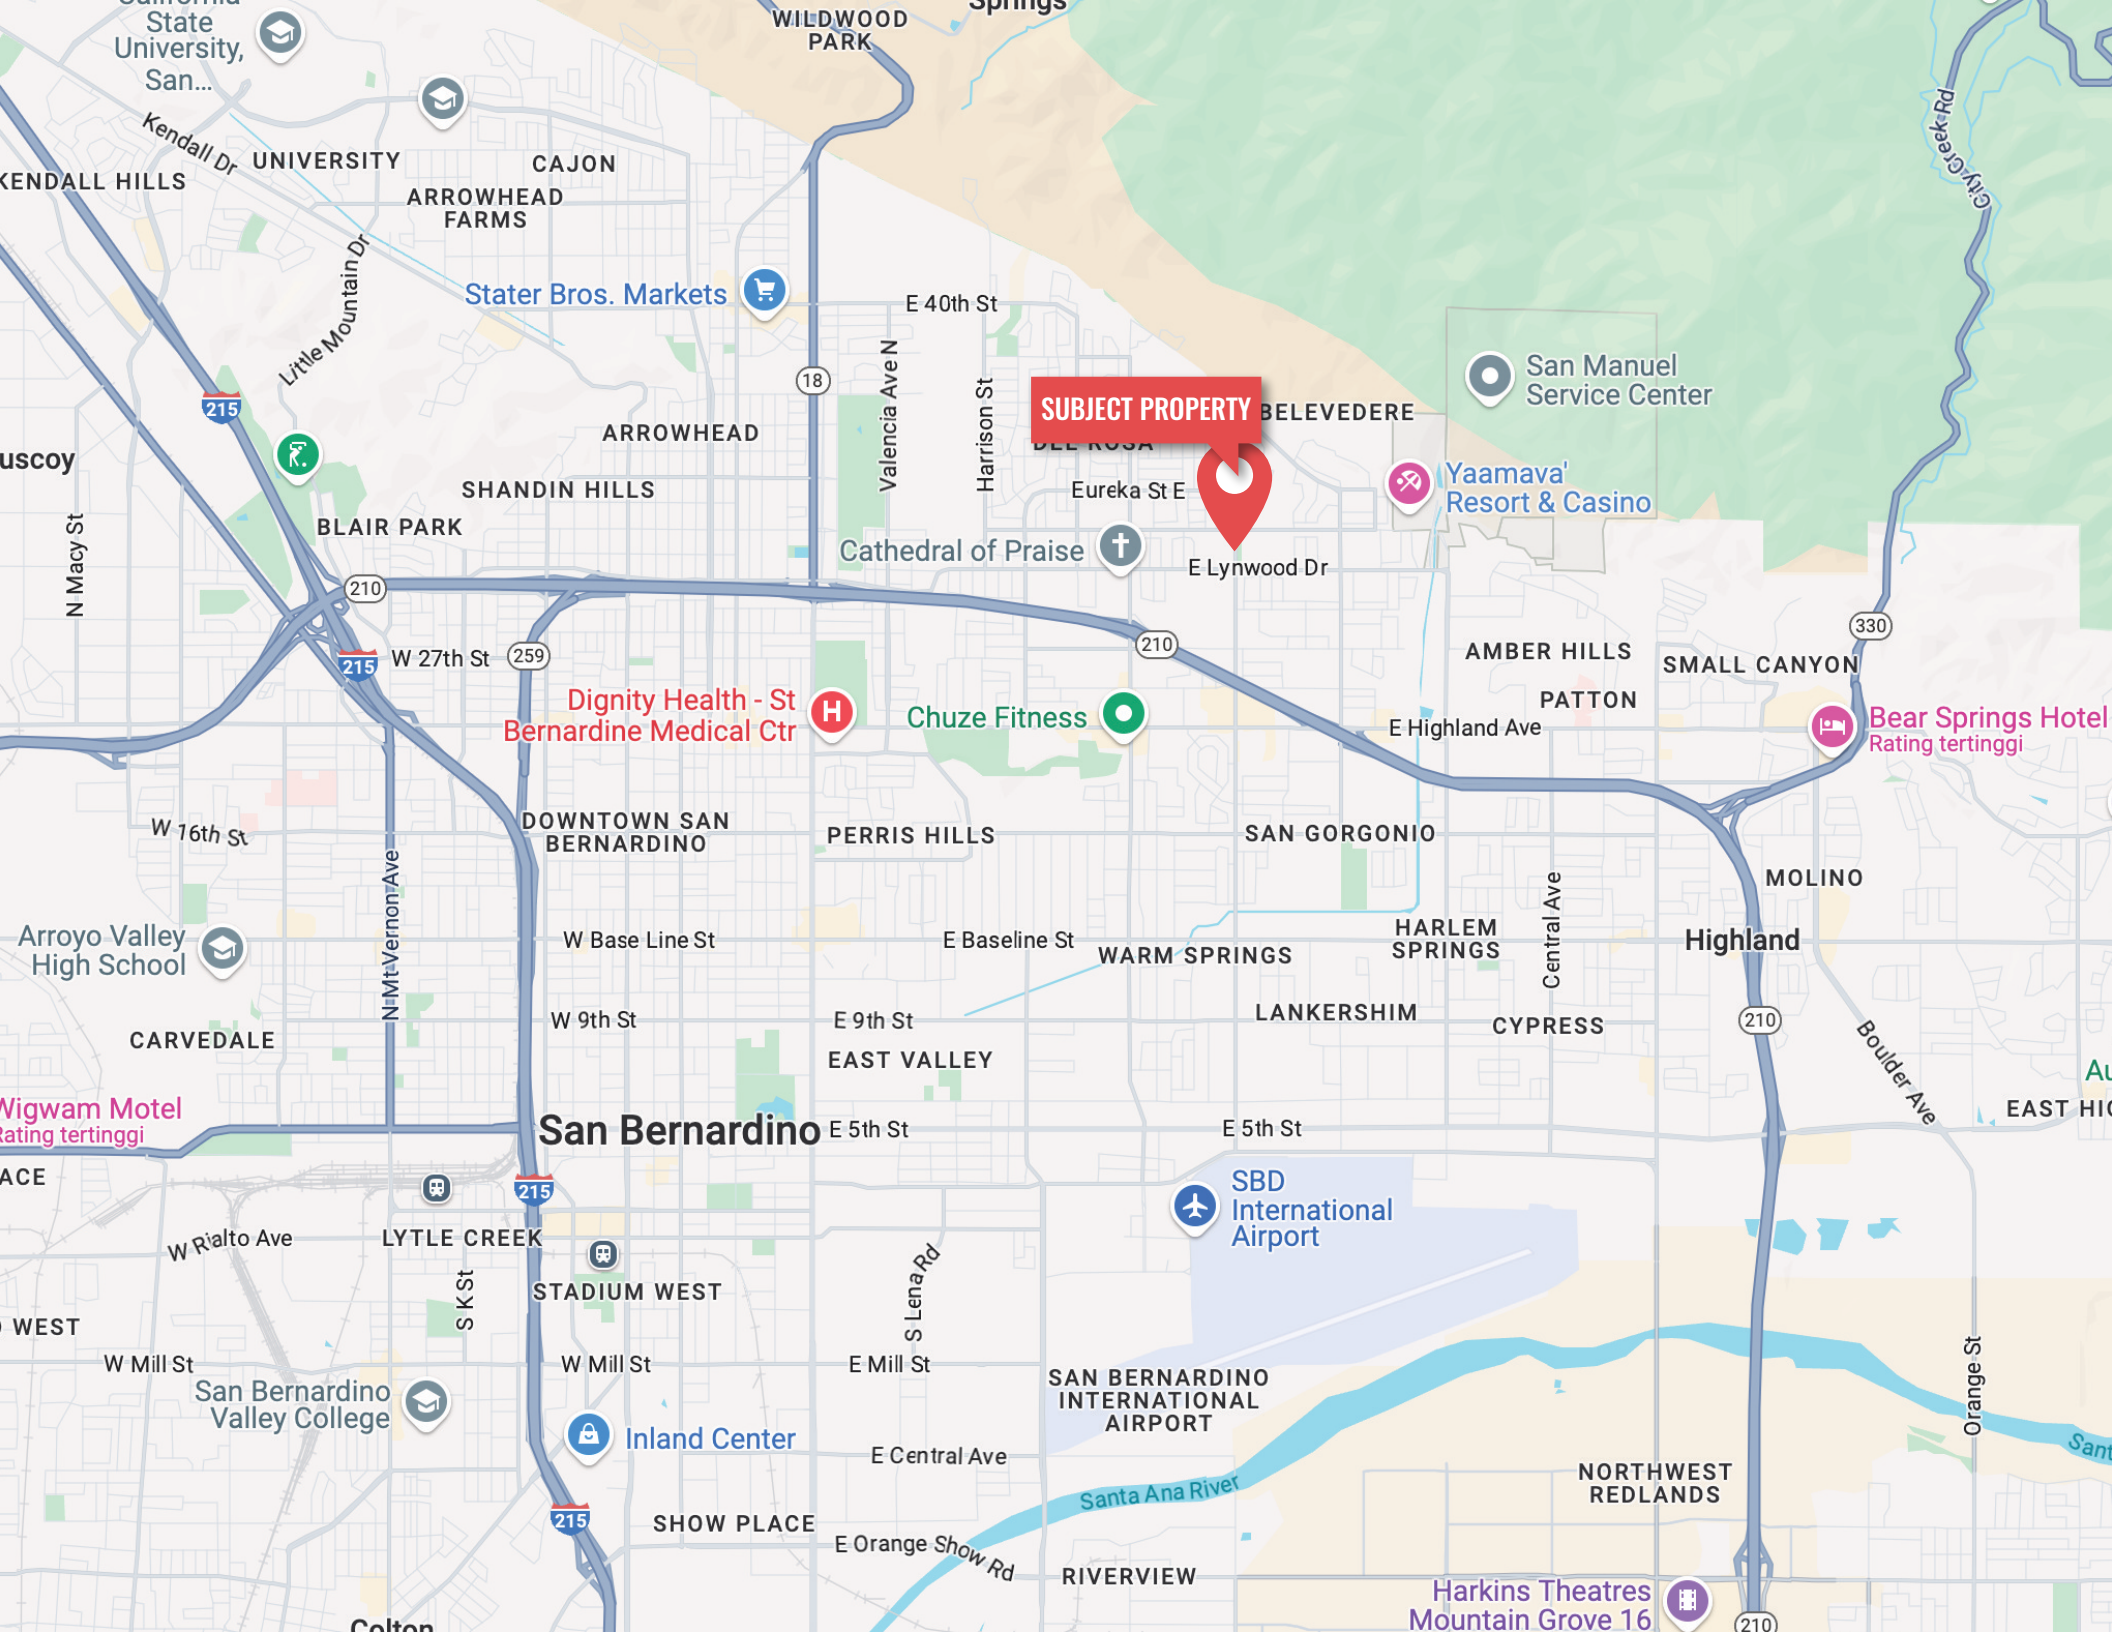 California
State
University,
San...
WILDWOOD
PARK
Springs
Kendall Dr
UNIVERSITY
CAJON
KENDALL HILLS
ARROWHEAD
FARMS
City Creek Rd
Little Mountain Dr
Stater Bros. Markets
E 40th St
18
Valencia Ave N
Harrison St
San Manuel
Service Center
215
SUBJECT PROPERTY
BELEVEDERE
DEL ROSA
ARROWHEAD
uscoy
SHANDIN HILLS
Eureka St E
Yaamava'
Resort & Casino
BLAIR PARK
N Macy St
Cathedral of Praise
E Lynwood Dr
210
330
215
W 27th St
259
210
AMBER HILLS
SMALL CANYON
PATTON
Dignity Health - St
Bernardine Medical Ctr
H
Chuze Fitness
E Highland Ave
Bear Springs Hotel
Rating tertinggi
W 16th St
DOWNTOWN SAN
BERNARDINO
PERRIS HILLS
SAN GORGONIO
MOLINO
N Mt Vernon Ave
Central Ave
Arroyo Valley
High School
W Base Line St
E Baseline St
WARM SPRINGS
HARLEM
SPRINGS
Highland
W 9th St
E 9th St
LANKERSHIM
CYPRESS
210
CARVEDALE
EAST VALLEY
Boulder Ave
Au
Wigwam Motel
Rating tertinggi
San Bernardino
E 5th St
E 5th St
EAST HIG
ACE
215
SBD
International
Airport
W Rialto Ave
LYTLE CREEK
S K St
STADIUM WEST
S Lena Rd
WEST
W Mill St
W Mill St
E Mill St
SAN BERNARDINO
INTERNATIONAL
AIRPORT
Orange St
San Bernardino
Valley College
Inland Center
E Central Ave
Sant
Santa Ana River
NORTHWEST
REDLANDS
215
SHOW PLACE
E Orange Show Rd
RIVERVIEW
Harkins Theatres
Mountain Grove 16
210
Colton